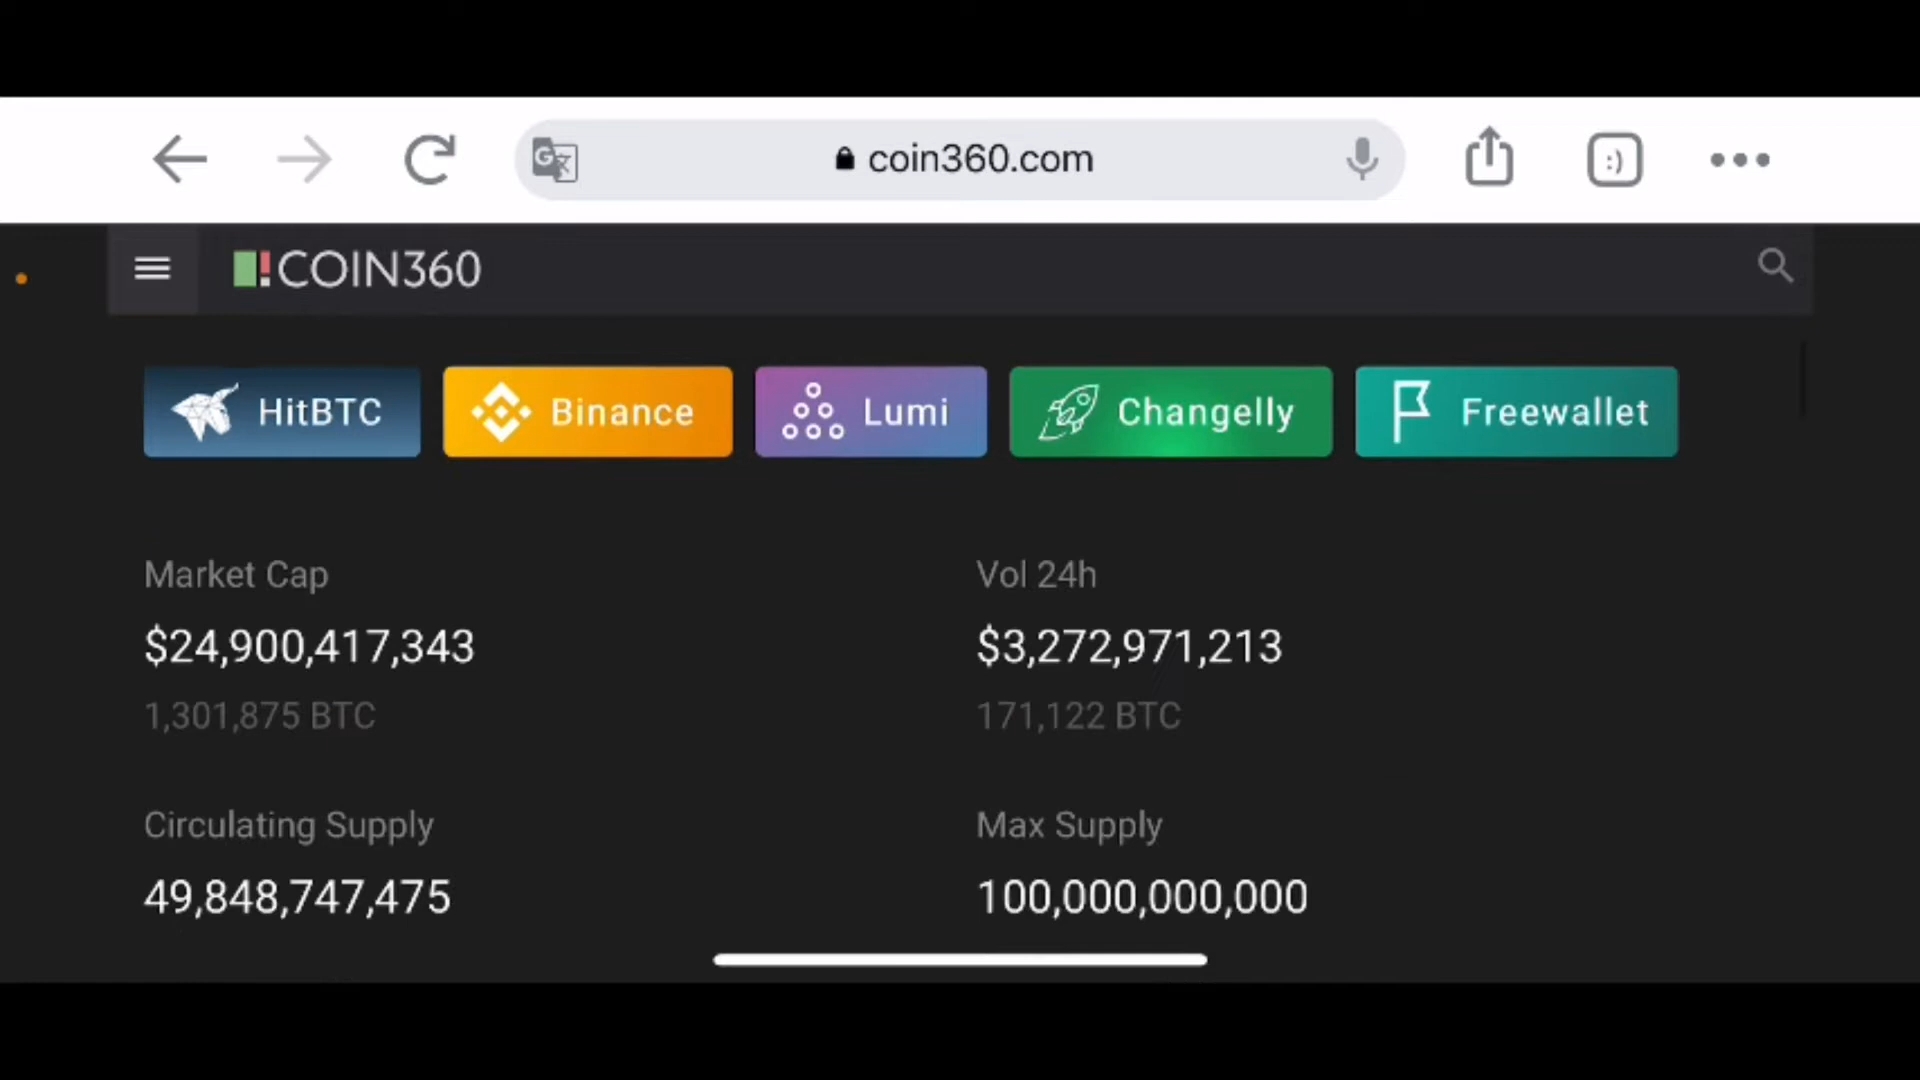 coin360.com
COIN360
HitBTC
Binance
Lumi
Changelly
Freewallet
Market Cap
Vol 24h
$24,900,417,343
$3,272,971,213
1,301,875 BTC
171,122 BTC
Circulating Supply
Max Supply
49,848,747,475
100,000,000,000